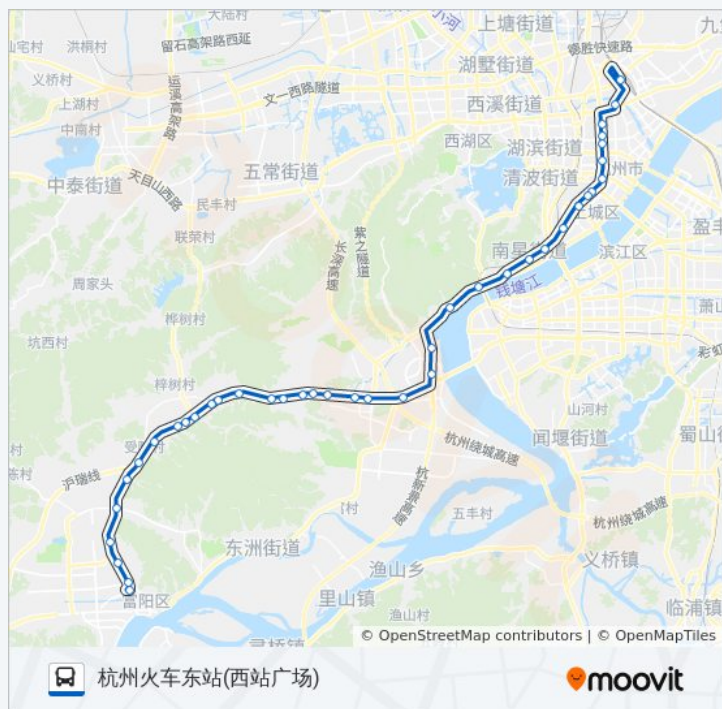 大陆村
小河
上塘街道
九
山宅村
洪桐村
留石高架路西延
德胜快速路
义桥村
湖墅街道
运溪高架路
文一西路隧道
上湖村
西溪街道
中南村
西湖区
湖滨街道
天目山西路
五常街道
清波街道
州市
中泰街道
民丰村
上城区
盈丰
联荣村
紫之隧道
南星街道
滨江区
长深高速
周家头
钱塘江
萧山
桦树村
坑西村
彩虹
梓树村
山河村
蜀山街
闻堰街道
杭州绕城高速
陈村
沪瑞线
杭新景高速
五丰村
杭州绕城高速
东洲街道
义桥镇
渔山乡
富阳区
里山镇
临浦镇
渔山村
灵桥镇
© OpenStreetMap contributors | © OpenMapTiles
杭州火车东站(西站广场)
moovit